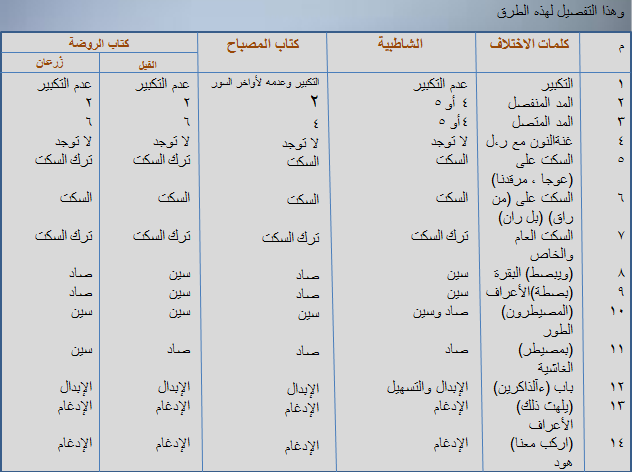 وهذا التفصيل لهذه الطرق
م كلمات الاختلاف الشاطبية كتاب المصباح كتاب الروضة
الفيل زُرعان
١ التكبير عدم التكبير التكبير وعدمه لأواخر السور عدم التكبير عدم التكبير
٢ المد المنفصل ٤ أو ٥ ٢ ٢ ٢
٣ المد المتصل ٤أو ٥ ٤ ٦ ٦
٤ غنةالنون مع ر،ل لا توجد لا توجد لا توجد لا توجد
٥ السكت على السكت السكت ترك السكت ترك السكت
(عوجا ، مرقدنا)
٦ السكت على (من السكت السكت السكت السكت
راق) (بل ران)
٧ السكت العام ترك السكت ترك السكت ترك السكت ترك السكت
والخاص
٨ (ويبصط) البقرة سين صاد سين صاد
٩ (بصطة)الأعراف سين صاد سين صاد
١٠ (المصيطرون) صاد وسين سين سين سين
الطور
١١ (بمصيطر) صاد صاد صاد سين
الغاشية
١٢ باب (ءآلذاكرين) الإبدال والتسهيل الإبدال الإبدال الإبدال
١٣ (يلهث ذلك) الإدغام الإدغام الإدغام الإدغام
الأعراف
١٤ (اركب معنا) الإدغام الإدغام الإدغام الإدغام
هود